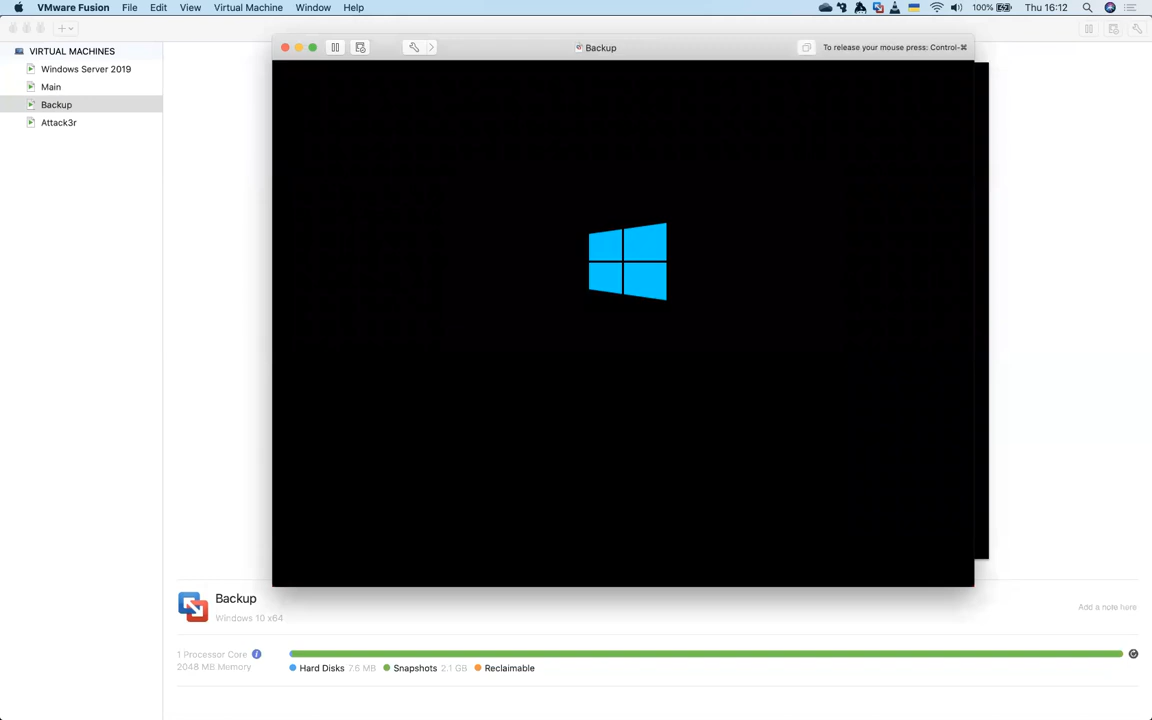 VMware Fusion File Edit View Virtual Machine Window Help 100% Thu 16:12
Backup To release your mouse press: Control-⌘
VIRTUAL MACHINES
Windows Server 2019
Main
Backup
Attack3r
Backup
Windows 10 x64
Add a note here
1 Processor Core
2048 MB Memory
Hard Disks 7.6 MB Snapshots 2.1 GB Reclaimable